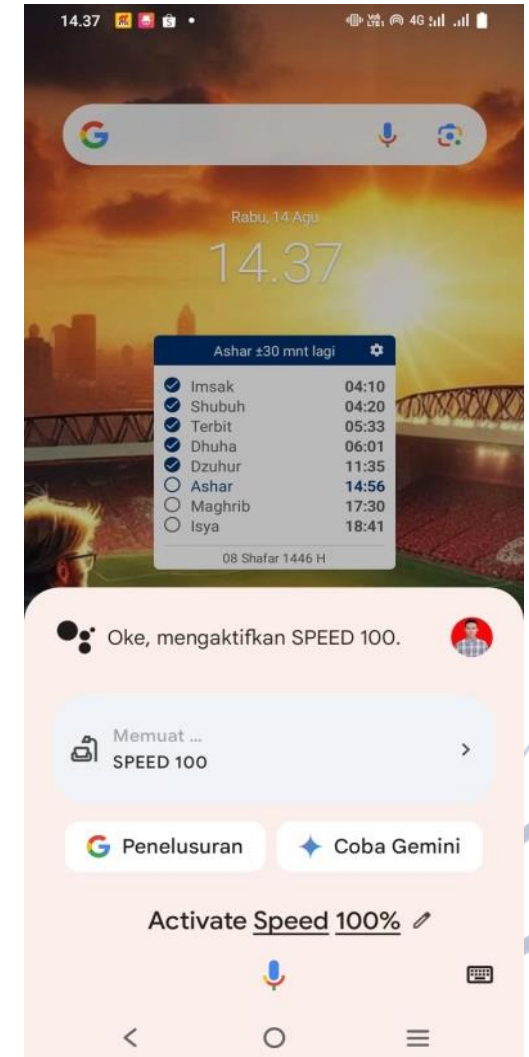 14.37
VoLTE 4G
Rabu, 14 Agu
14.37
Ashar ±30 mnt lagi
Imsak 04:10
Shubuh 04:20
Terbit 05:33
Dhuha 06:01
Dzuhur 11:35
Ashar 14:56
Maghrib 17:30
Isya 18:41
08 Shafar 1446 H
Oke, mengaktifkan SPEED 100.
Memuat ...
SPEED 100
G Penelusuran
Coba Gemini
Activate Speed 100%